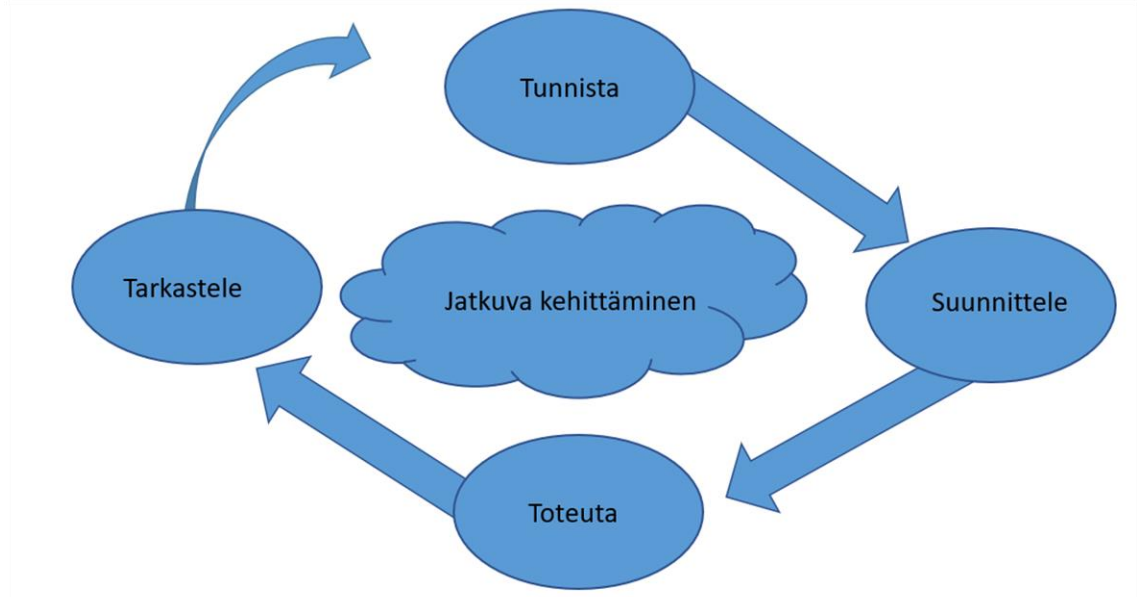 Tunnista
Tarkastele
Jatkuva kehittäminen
Suunnittele
Toteuta